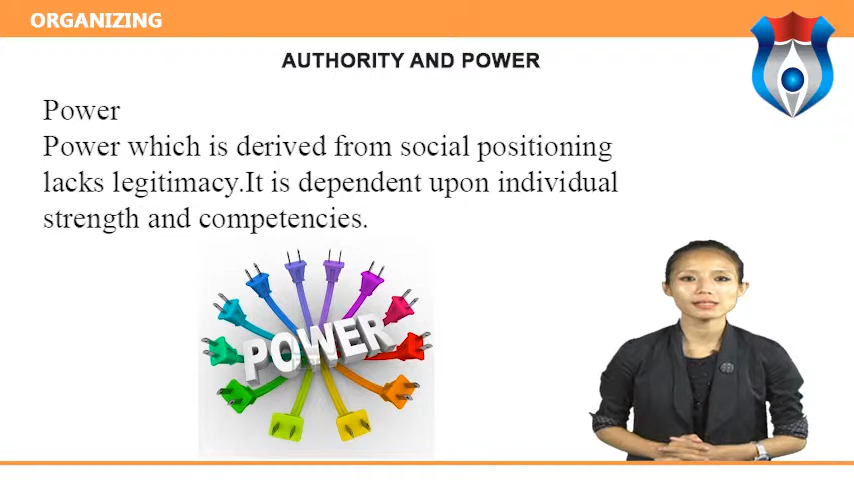 ORGANIZING
AUTHORITY AND POWER
Power
Power which is derived from social positioning
lacks legitimacy.It is dependent upon individual
strength and competencies.
POWER